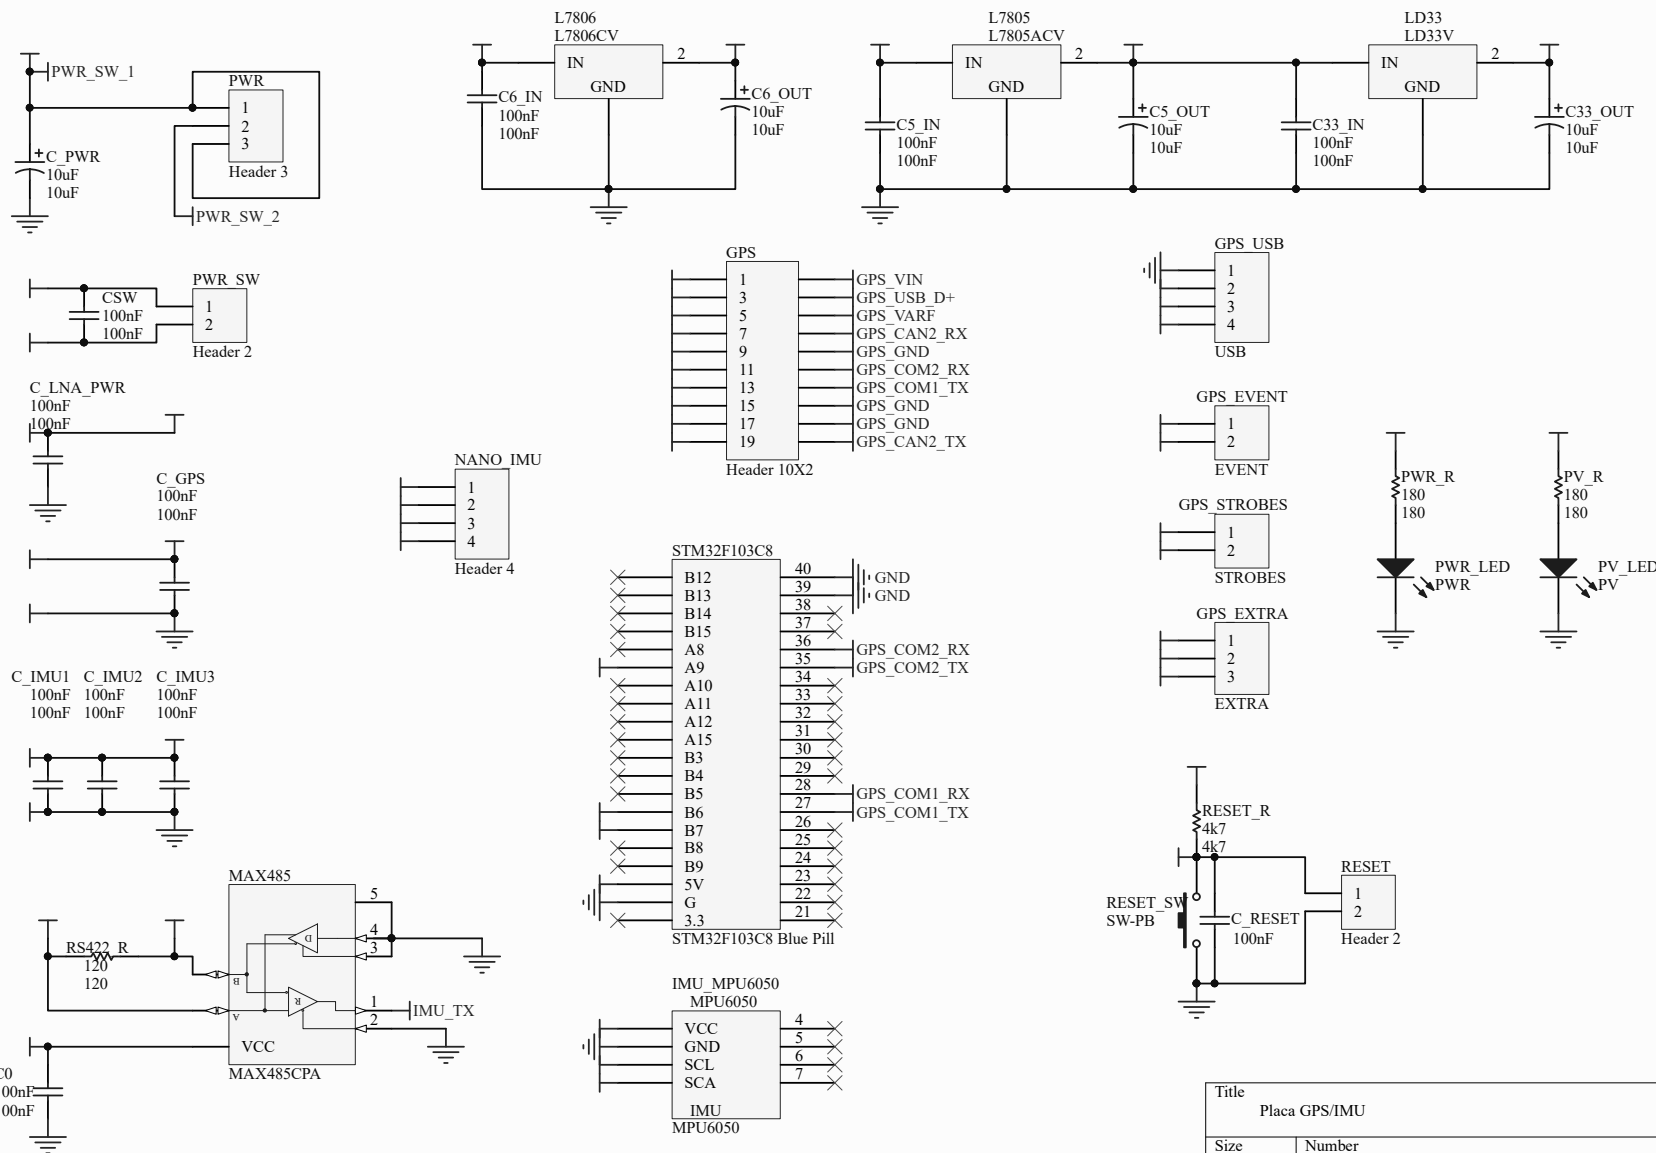 PWR_SW_1
PWR
1
2
3
Header 3
C_PWR
10uF
10uF
PWR_SW_2
L7806
L7806CV
IN
2
GND
C6_IN
100nF
100nF
C6_OUT
10uF
10uF
L7805
L7805ACV
IN
2
GND
C5_IN
100nF
100nF
C5_OUT
10uF
10uF
LD33
LD33V
IN
2
GND
C33_IN
100nF
100nF
C33_OUT
10uF
10uF
PWR_SW
CSW
100nF
100nF
1
2
Header 2
C_LNA_PWR
100nF
100nF
C_GPS
100nF
100nF
C_IMU1
100nF
100nF
C_IMU2
100nF
100nF
C_IMU3
100nF
100nF
NANO_IMU
1
2
3
4
Header 4
GPS
1 GPS_VIN
3 GPS_USB_D+
5 GPS_VARF
7 GPS_CAN2_RX
9 GPS_GND
11 GPS_COM2_RX
13 GPS_COM1_TX
15 GPS_GND
17 GPS_GND
19 GPS_CAN2_TX
Header 10X2
GPS_USB
1
2
3
4
USB
GPS_EVENT
1
2
EVENT
GPS_STROBES
1
2
STROBES
GPS_EXTRA
1
2
3
EXTRA
PWR_R
180
180
PWR_LED
PWR
PV_R
180
180
PV_LED
PV
STM32F103C8
B12 40 GND
B13 39 GND
B14 38
B15 37
A8 36 GPS_COM2_RX
A9 35 GPS_COM2_TX
A10 34
A11 33
A12 32
A15 31
B3 30
B4 29
B5 28 GPS_COM1_RX
B6 27 GPS_COM1_TX
B7 26
B8 25
B9 24
5V 23
G 22
3.3 21
STM32F103C8 Blue Pill
RESET_R
4k7
4k7
RESET_SW
SW-PB
C_RESET
100nF
RESET
1
2
Header 2
MAX485
5
D
4
3
RS422_R
120
120
B
R
A
1
IMU_TX
2
VCC
MAX485CPA
C0
00nF
00nF
IMU_MPU6050
MPU6050
VCC 4
GND 5
SCL 6
SCA 7
IMU
MPU6050
Title
Placa GPS/IMU
Size Number